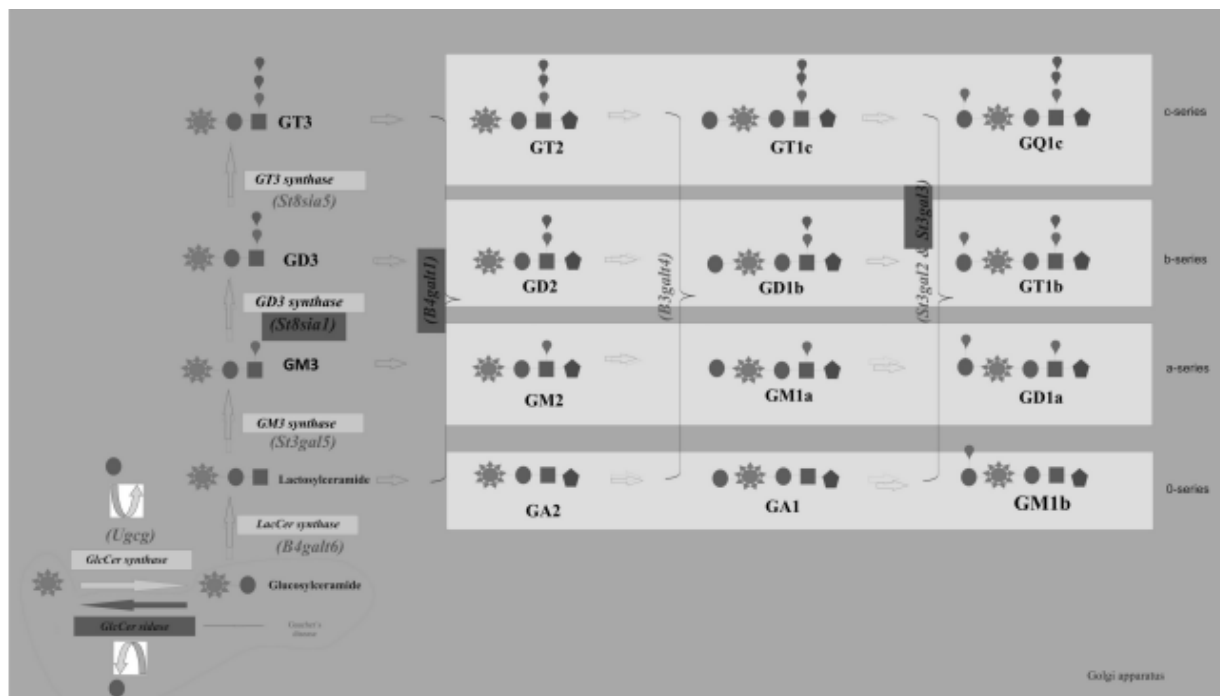 GT3
GT2
GT1c
GQ1c
c-series
GT3 synthase
(St8sia5)
GD3
GD2
GD1b
GT1b
b-series
(B4galt1)
(B3galt4)
(St3gal2 & St3gal3)
GD3 synthase
(St8sia1)
GM3
GM2
GM1a
GD1a
a-series
GM3 synthase
(St3gal5)
Lactosylceramide
GA2
GA1
GM1b
0-series
LacCer synthase
(B4galt6)
(Ugcg)
GlcCer synthase
Glucosylceramide
GlcCer sidase
Gaucher's
disease
Golgi apparatus